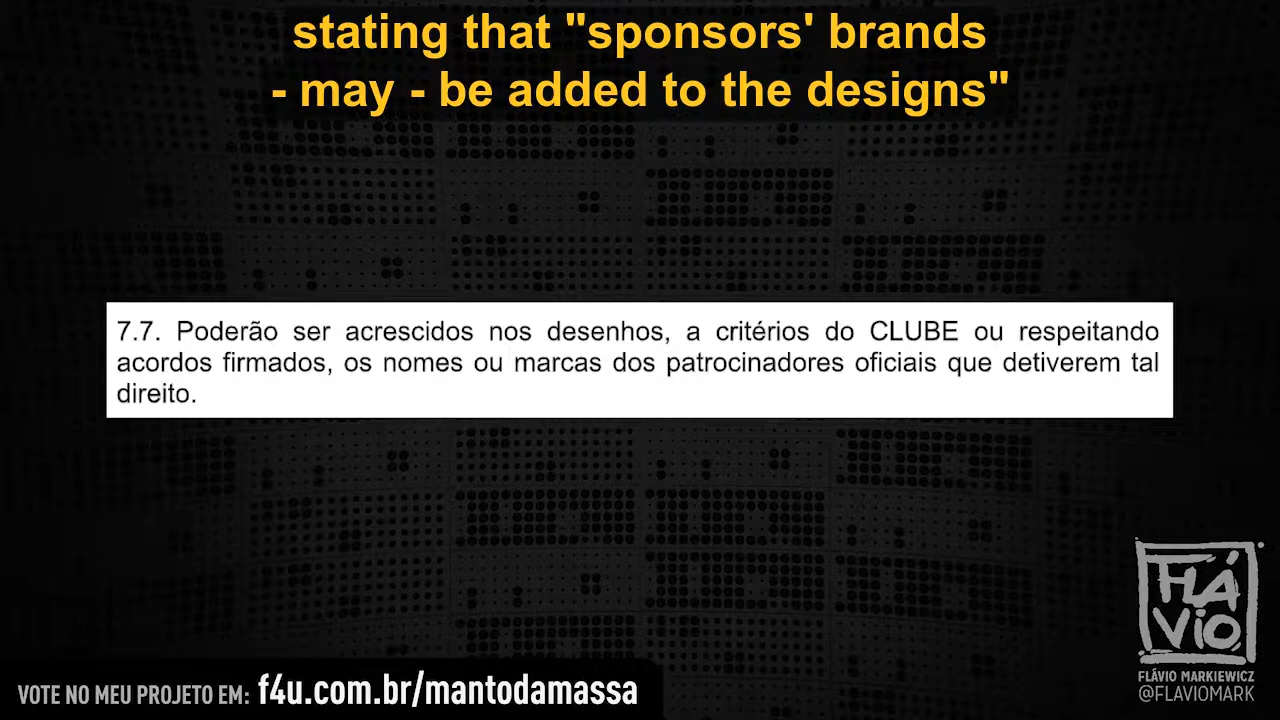 stating that "sponsors' brands
- may - be added to the designs"
7.7. Poderão ser acrescidos nos desenhos, a critérios do CLUBE ou respeitando
acordos firmados, os nomes ou marcas dos patrocinadores oficiais que detiverem tal
direito.
FLÁ
ViO
FLÁVIO MARKIEWICZ
@FLAVIOMARK
VOTE NO MEU PROJETO EM: f4u.com.br/mantodamassa